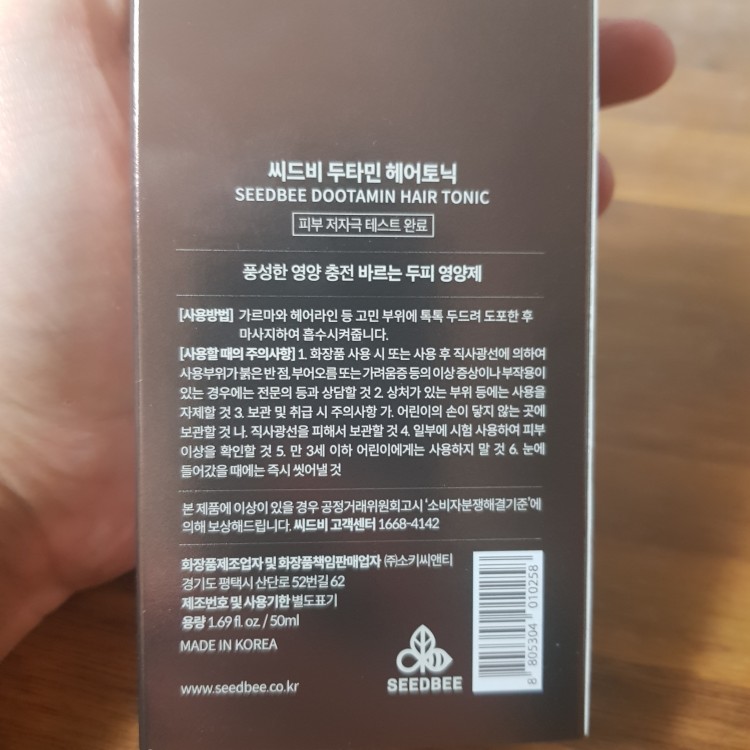 씨드비 두타민 헤어토닉
SEEDBEE DOOTAMIN HAIR TONIC
피부 저자극 테스트 완료
풍성한 영양 충전 바르는 두피 영양제
[사용방법] 가르마와 헤어라인 등 고민 부위에 톡톡 두드려 도포한 후
마사지하여 흡수시켜줍니다.
[사용할 때의 주의사항] 1. 화장품 사용 시 또는 사용 후 직사광선에 의하여
사용부위가 붉은 반점, 부어오름 또는 가려움증 등의 이상 증상이나 부작용이
있는 경우에는 전문의 등과 상담할 것 2. 상처가 있는 부위 등에는 사용을
자제할 것 3. 보관 및 취급 시 주의사항 가. 어린이의 손이 닿지 않는 곳에
보관할 것 나. 직사광선을 피해서 보관할 것 4. 일부에 시험 사용하여 피부
이상을 확인할 것 5. 만 3세 이하 어린이에게는 사용하지 말 것 6. 눈에
들어갔을 때에는 즉시 씻어낼 것
본 제품에 이상이 있을 경우 공정거래위원회고시 '소비자분쟁해결기준'에
의해 보상해드립니다. 씨드비 고객센터 1668-4142
화장품제조업자 및 화장품책임판매업자 ㈜소키씨앤티
경기도 평택시 산단로 52번길 62
제조번호 및 사용기한 별도표기
용량 1.69 fl. oz. / 50ml
MADE IN KOREA
www.seedbee.co.kr
SEEDBEE
8 805304 010258